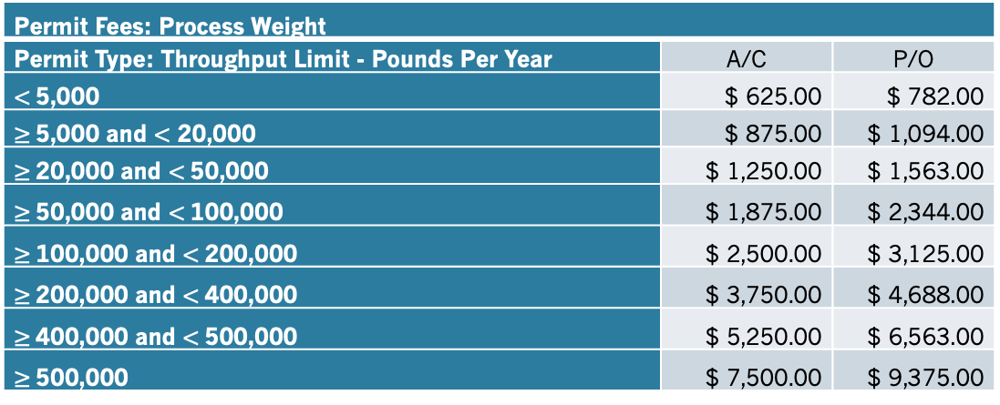 Permit Fees: Process Weight
Permit Type: Throughput Limit - Pounds Per Year A/C P/O
< 5,000 $ 625.00 $ 782.00
≥ 5,000 and < 20,000 $ 875.00 $ 1,094.00
≥ 20,000 and < 50,000 $ 1,250.00 $ 1,563.00
≥ 50,000 and < 100,000 $ 1,875.00 $ 2,344.00
≥ 100,000 and < 200,000 $ 2,500.00 $ 3,125.00
≥ 200,000 and < 400,000 $ 3,750.00 $ 4,688.00
≥ 400,000 and < 500,000 $ 5,250.00 $ 6,563.00
≥ 500,000 $ 7,500.00 $ 9,375.00